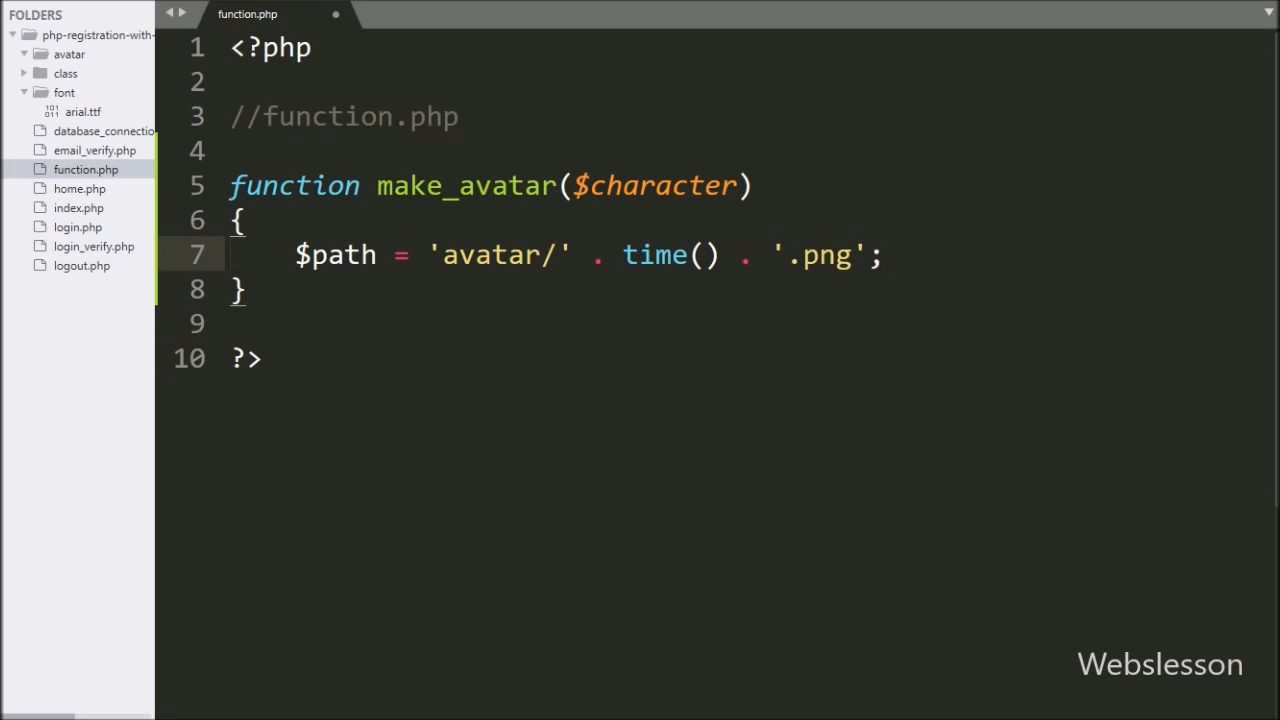 FOLDERS
php-registration-with-
avatar
class
font
arial.ttf
database_connectio
email_verify.php
function.php
home.php
index.php
login.php
login_verify.php
logout.php
function.php
1 <?php
2
3 //function.php
4
5 function make_avatar($character)
6 {
7 $path = 'avatar/' . time() . '.png';
8 }
9
10 ?>
Webslesson